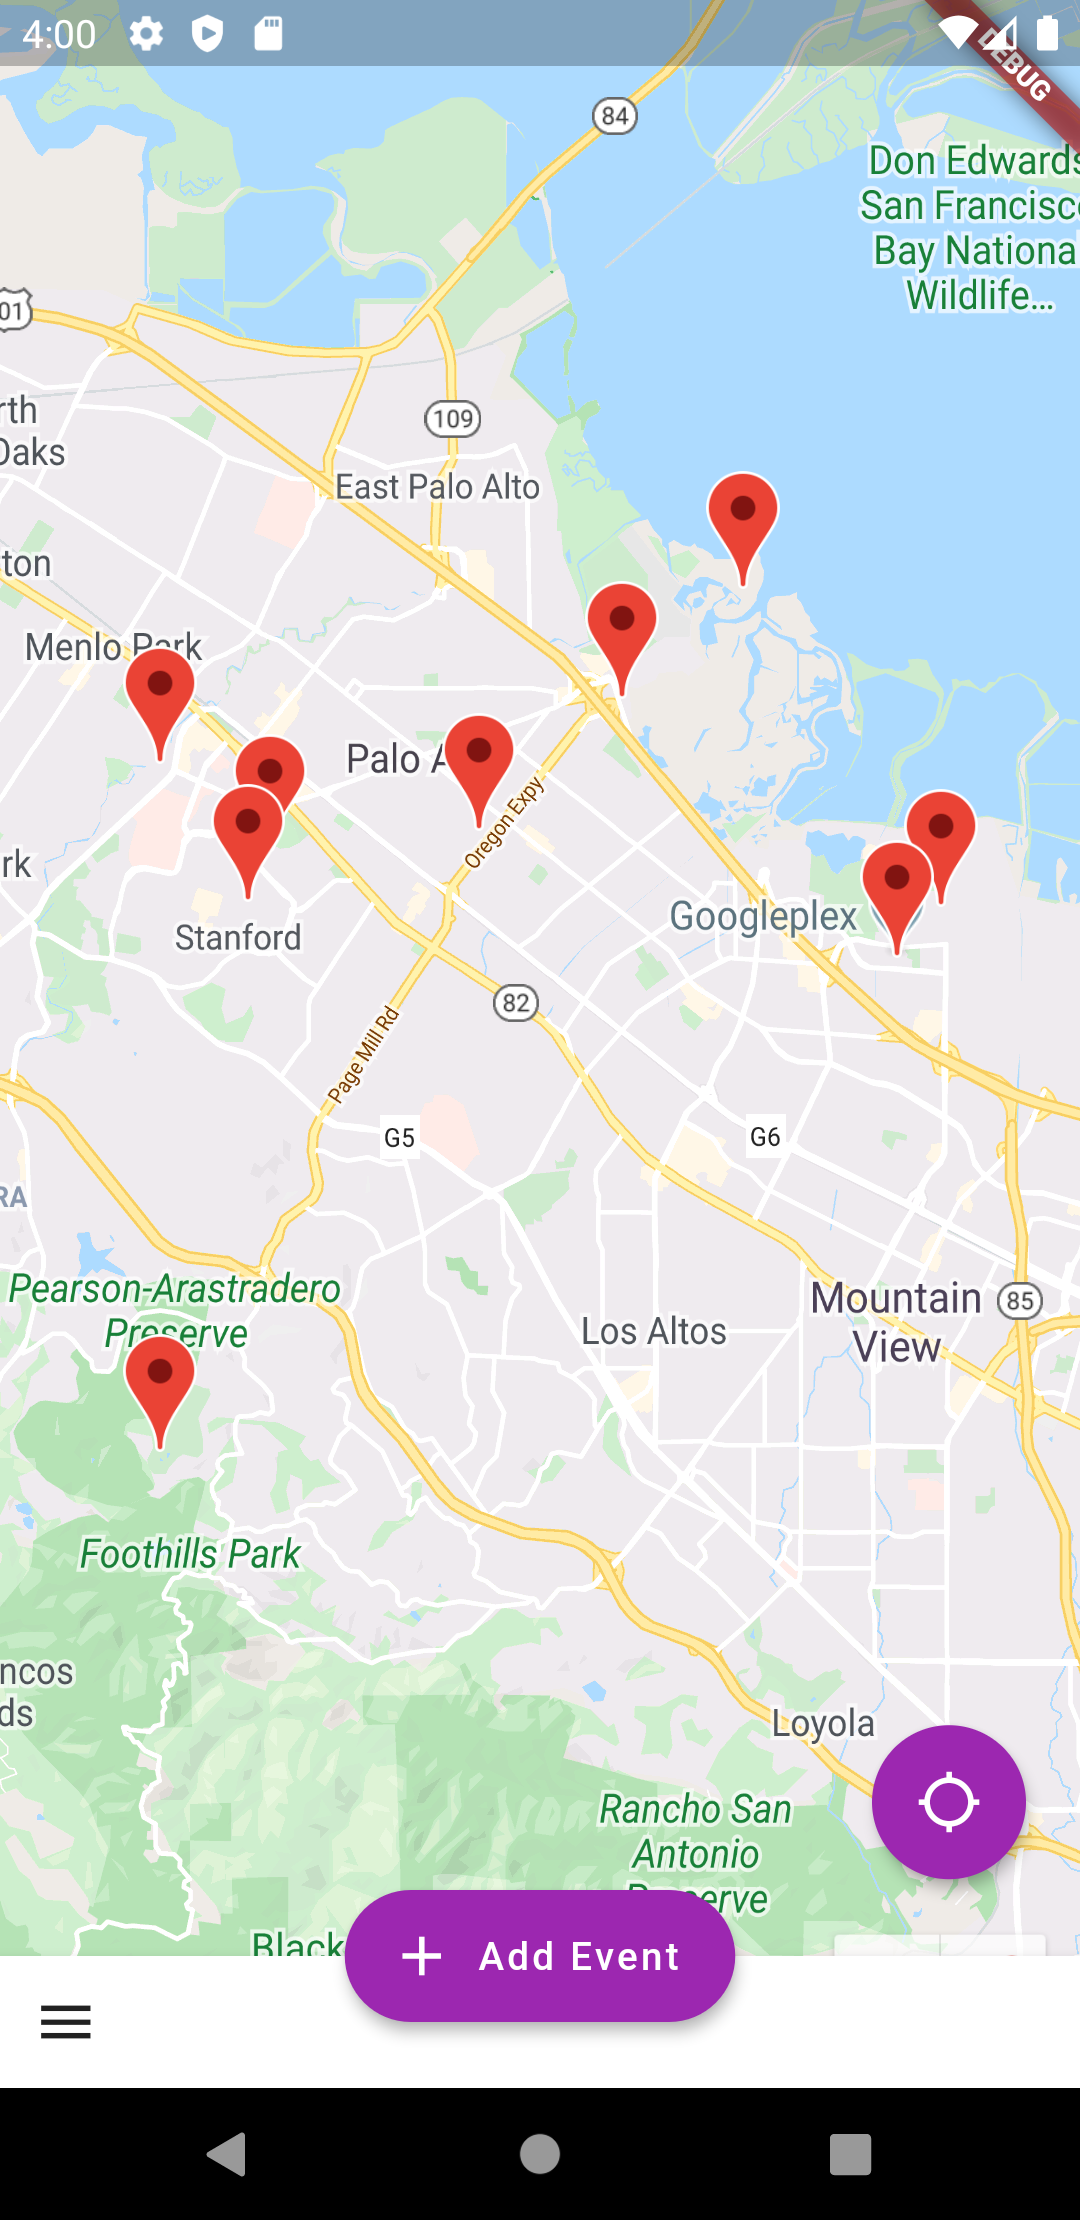 4:00
DEBUG
84
Don Edwards
San Francisco
Bay National
Wildlife...
01
rth
Oaks
109
East Palo Alto
ton
Menlo Park
Palo A
Oregon Expy
rk
Googleplex
Stanford
82
Page Mill Rd
G5
G6
RA
Pearson-Arastradero
Preserve
Mountain
View
85
Los Altos
Foothills Park
ncos
ds
Loyola
Rancho San
Antonio
Preserve
Black
Add Event